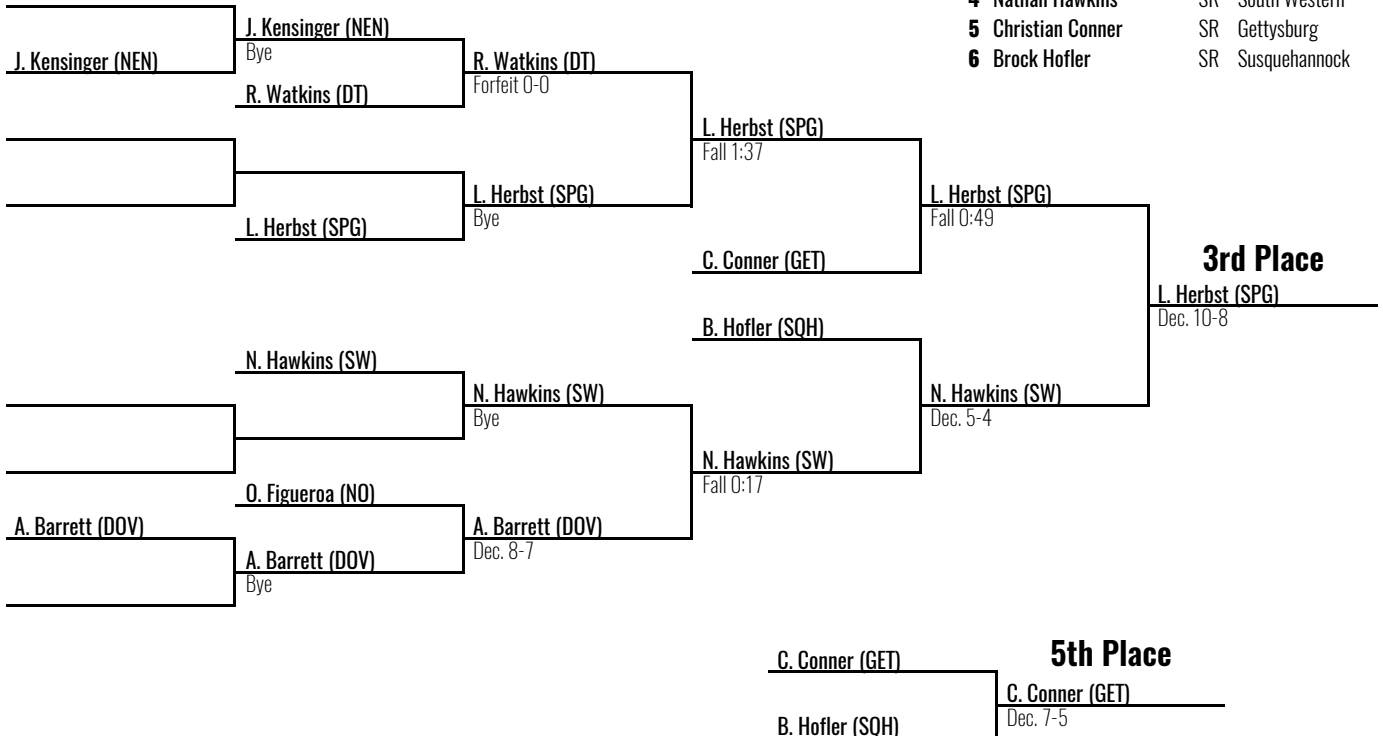 4 Nathan Hawkins SR South Western
5 Christian Conner SR Gettysburg
6 Brock Hofler SR Susquehannock
J. Kensinger (NEN)
J. Kensinger (NEN)
Bye
R. Watkins (DT)
R. Watkins (DT)
Forfeit 0-0
L. Herbst (SPG)
L. Herbst (SPG)
Bye
L. Herbst (SPG)
Fall 1:37
C. Conner (GET)
L. Herbst (SPG)
Fall 0:49
3rd Place
L. Herbst (SPG)
Dec. 10-8
B. Hofler (SQH)
N. Hawkins (SW)
N. Hawkins (SW)
Bye
N. Hawkins (SW)
Dec. 5-4
N. Hawkins (SW)
Fall 0:17
O. Figueroa (NO)
A. Barrett (DOV)
A. Barrett (DOV)
Bye
A. Barrett (DOV)
Dec. 8-7
5th Place
C. Conner (GET)
C. Conner (GET)
Dec. 7-5
B. Hofler (SQH)